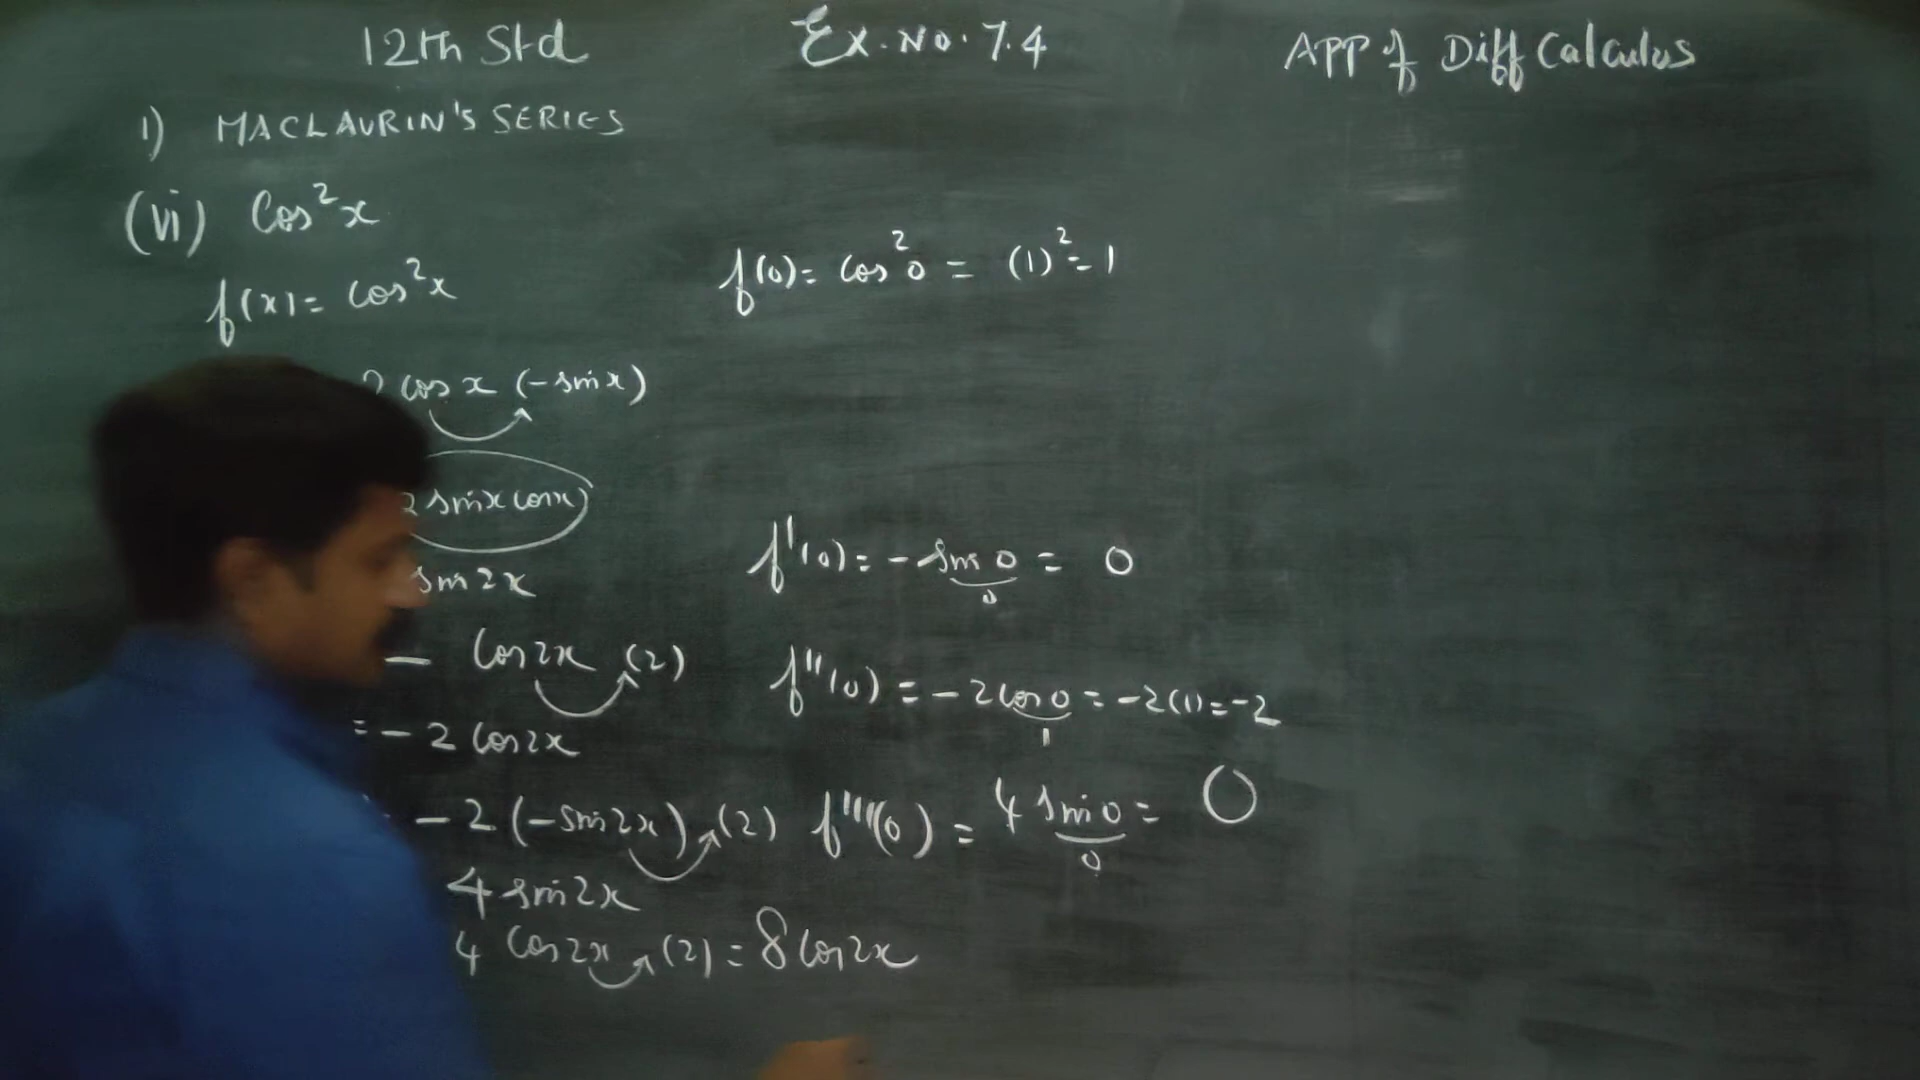 12th Std Ex.No.7.4 APP of Diff Calculus
1) MACLAURIN'S SERIES
(vi) Cos²x
f(x) = cos²x f(0) = cos²0 = (1)² = 1
2 cos x (-sin x)
2 sin x cos x)
sin 2x f'(0) = - sin 0 = 0
0
- Cos 2x (2) f''(0) = -2 cos 0 = -2(1) = -2
1
= - 2 Cos 2x
- 2 (-sin 2x) (2) f'''(0) = 4 sin 0 = 0
0
4 sin 2x
4 Cos 2x (2) = 8 Cos 2x